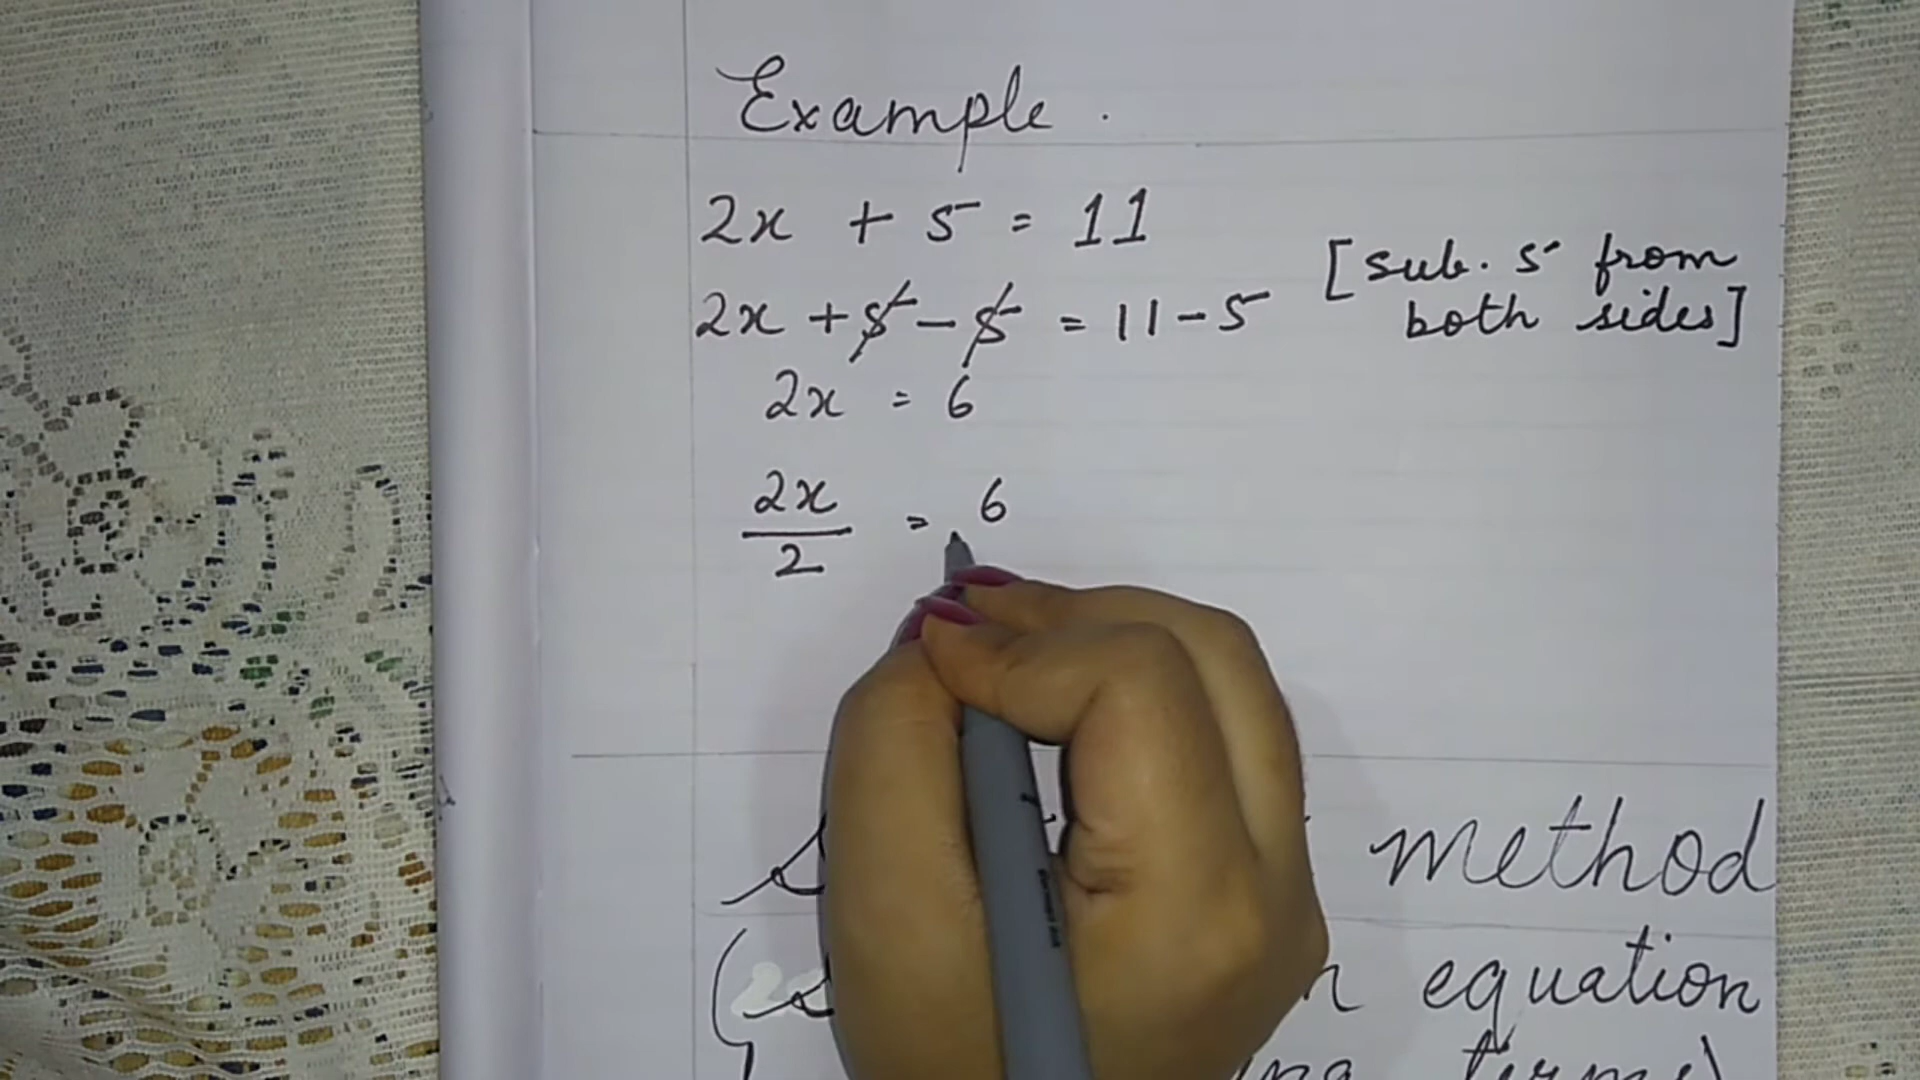 Example.
2x + 5 = 11
2x + 5 - 5 = 11 - 5 [sub. 5 from
both sides]
2x = 6
2x/2 = 6
method
equation
terms)